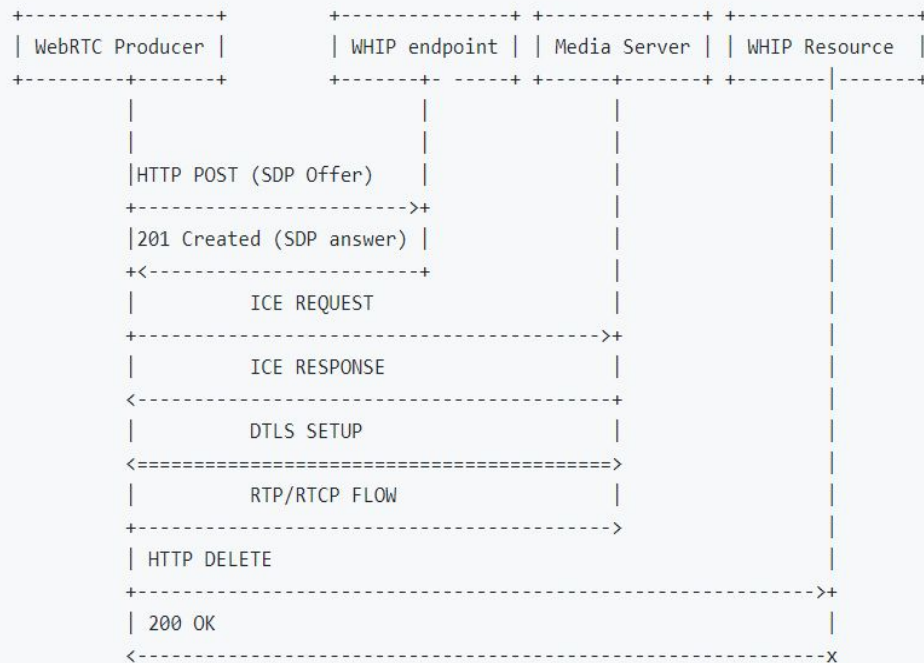 WebRTC Producer WHIP endpoint Media Server WHIP Resource
HTTP POST (SDP Offer)
201 Created (SDP answer)
ICE REQUEST
ICE RESPONSE
DTLS SETUP
RTP/RTCP FLOW
HTTP DELETE
200 OK
x